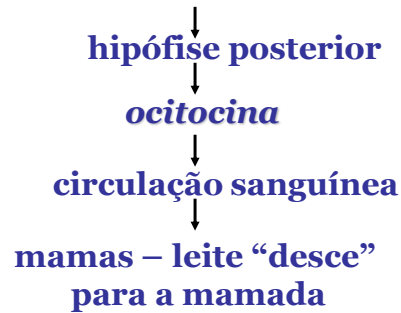 hipófise posterior
ocitocina
circulação sanguínea
mamas – leite “desce”
para a mamada